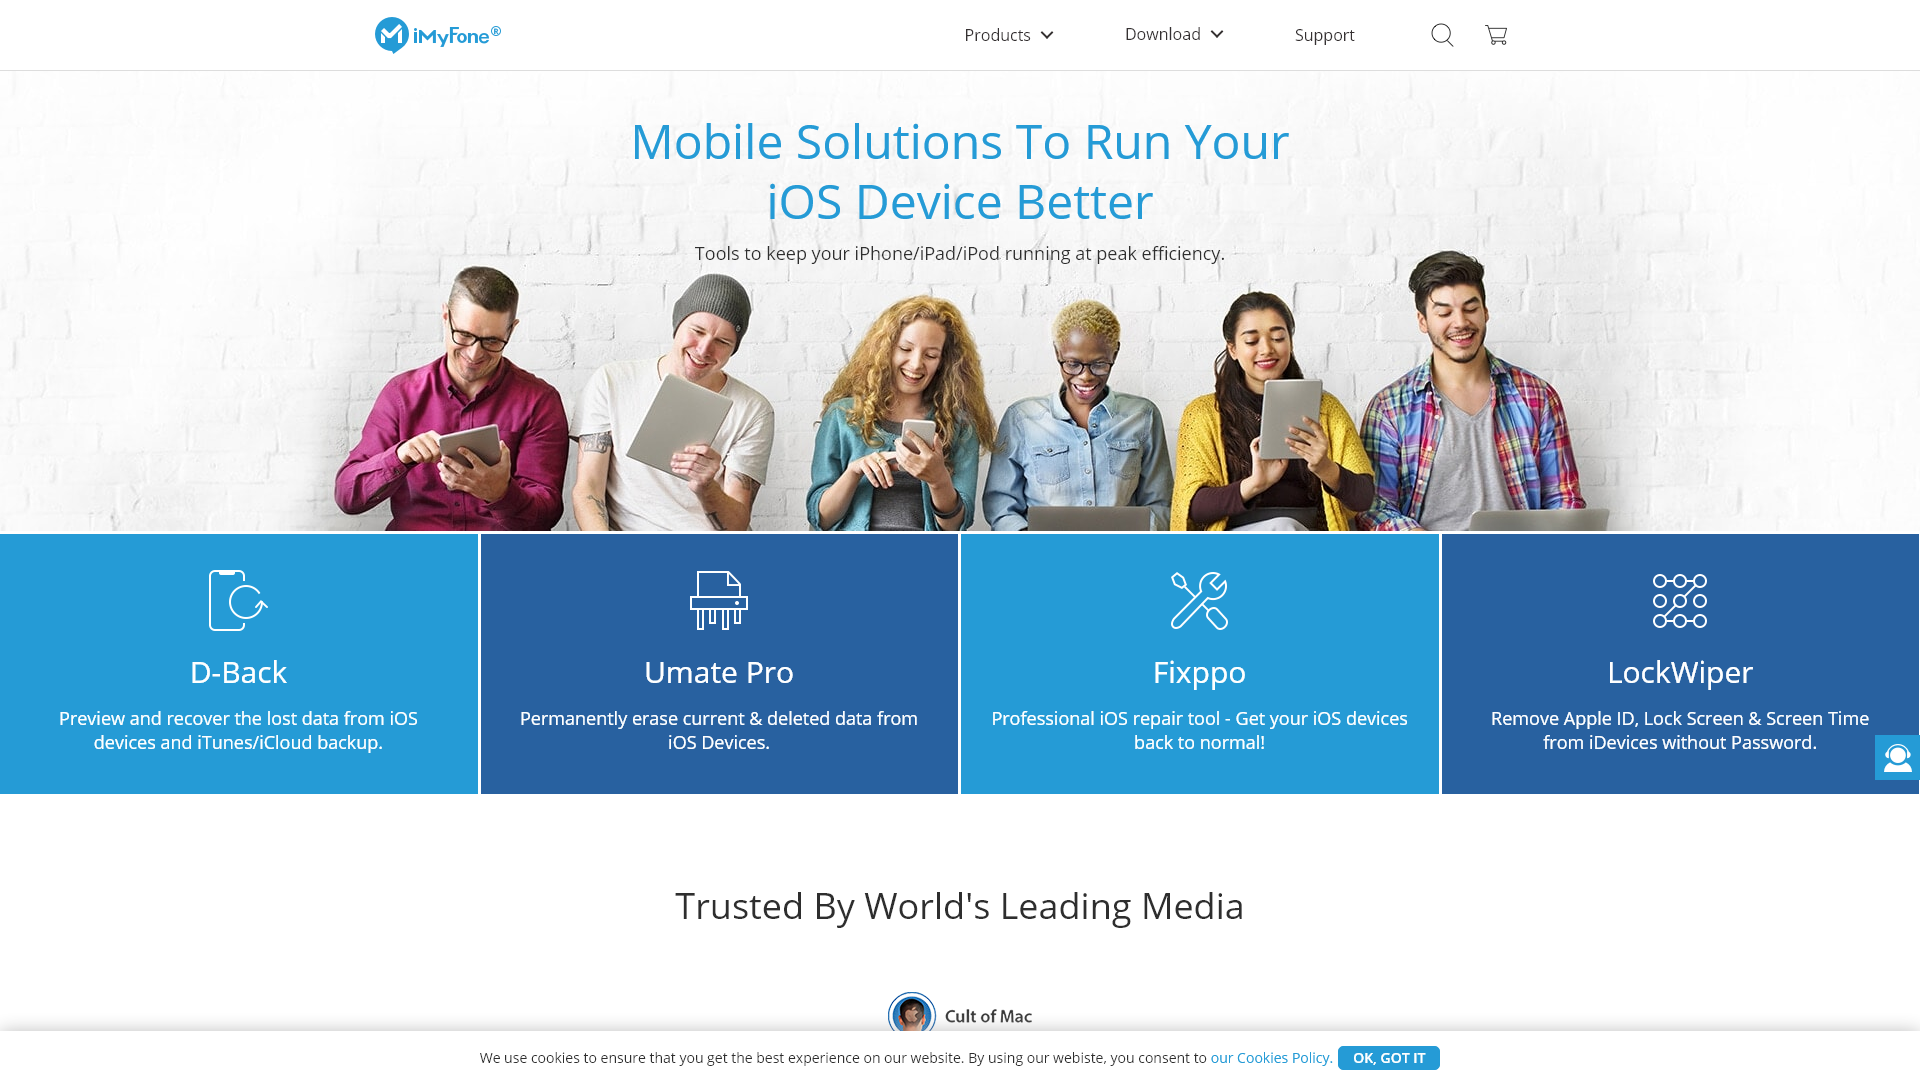 iMyFone®
Products
Download
Support
Mobile Solutions To Run Your
iOS Device Better
Tools to keep your iPhone/iPad/iPod running at peak efficiency.
D-Back
Preview and recover the lost data from iOS
devices and iTunes/iCloud backup.
Umate Pro
Permanently erase current & deleted data from
iOS Devices.
Fixppo
Professional iOS repair tool - Get your iOS devices
back to normal!
LockWiper
Remove Apple ID, Lock Screen & Screen Time
from iDevices without Password.
Trusted By World's Leading Media
Cult of Mac
We use cookies to ensure that you get the best experience on our website. By using our webiste, you consent to our Cookies Policy. OK, GOT IT